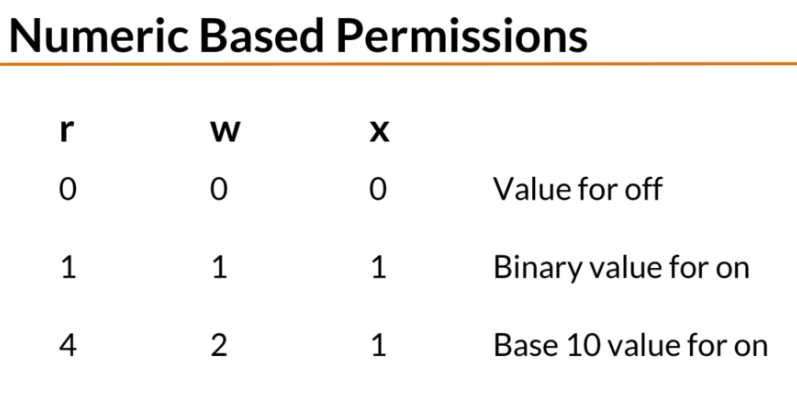 Numeric Based Permissions
r w x
0 0 0 Value for off
1 1 1 Binary value for on
4 2 1 Base 10 value for on